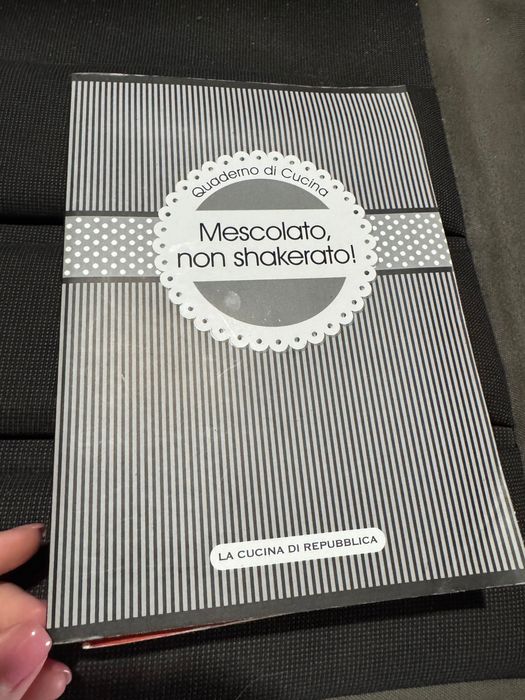 Quaderno di Cucina
Mescolato,
non shakerato!
LA CUCINA DI REPUBBLICA